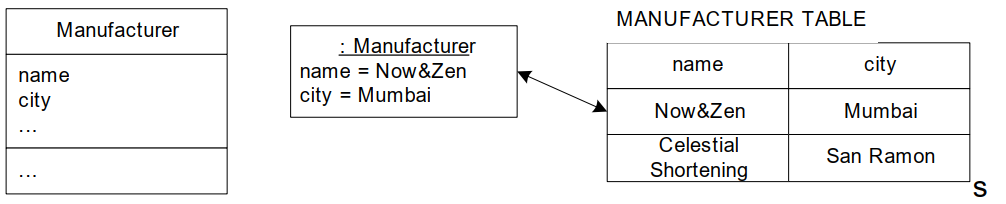 Manufacturer
name
city
...
...
: Manufacturer
name = Now&Zen
city = Mumbai
MANUFACTURER TABLE
name city
Now&Zen Mumbai
Celestial
Shortening San Ramon
s